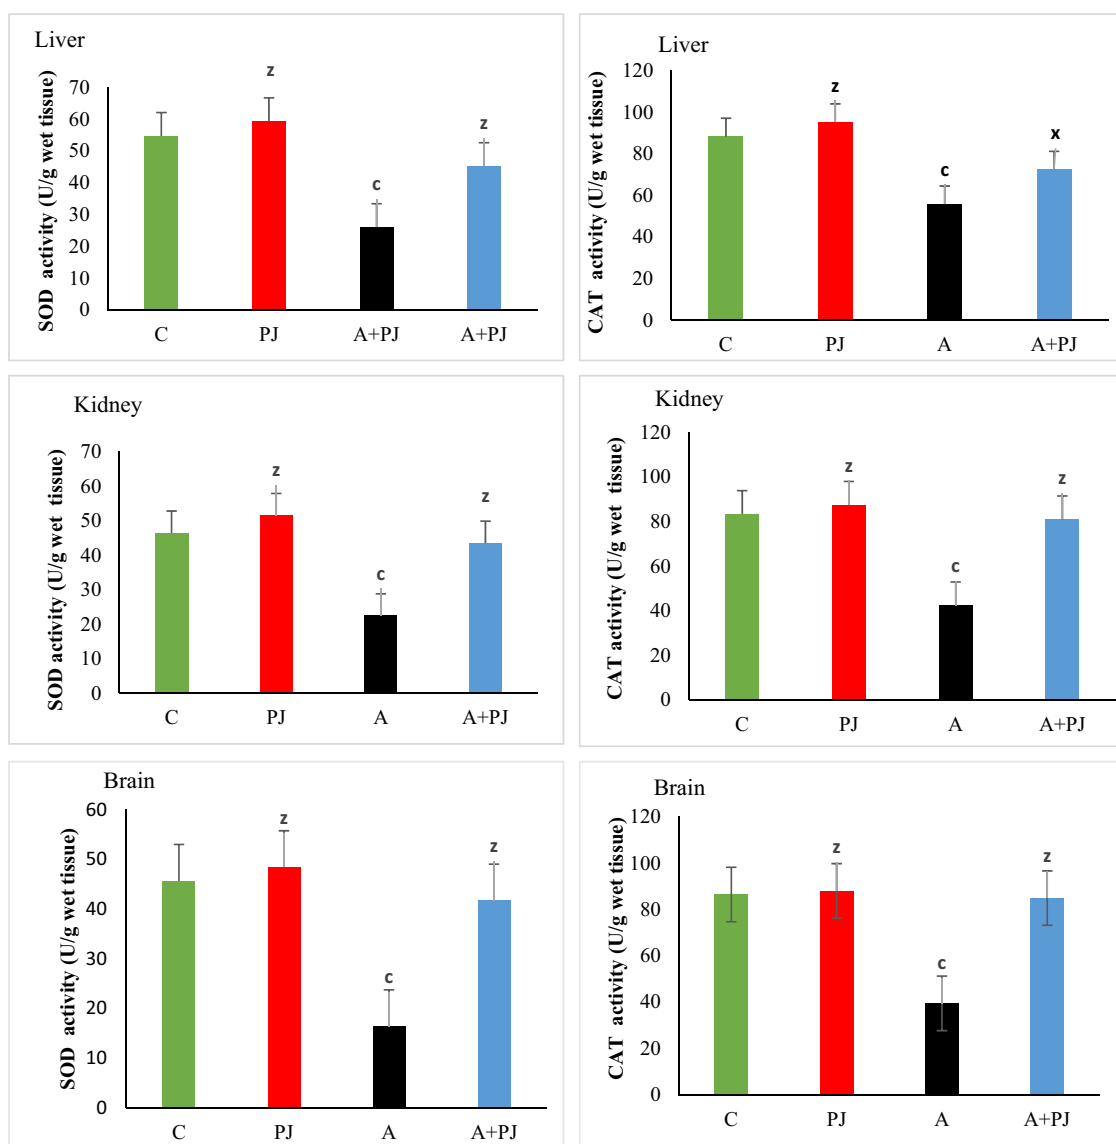 Liver
SOD activity (U/g wet tissue)
70
60
50
40
30
20
10
0
z
c
z
C PJ A+PJ A+PJ
Liver
CAT activity (U/g wet tissue)
120
100
80
60
40
20
0
z
c
x
C PJ A A+PJ
Kidney
SOD activity (U/g wet tissue)
70
60
50
40
30
20
10
0
z
c
z
C PJ A A+PJ
Kidney
CAT activity (U/g wet tissue)
120
100
80
60
40
20
0
z
c
z
C PJ A A+PJ
Brain
SOD activity (U/g wet tissue)
60
50
40
30
20
10
0
z
c
z
C PJ A A+PJ
Brain
CAT activity (U/g wet tissue)
120
100
80
60
40
20
0
z
c
z
C PJ A A+PJ